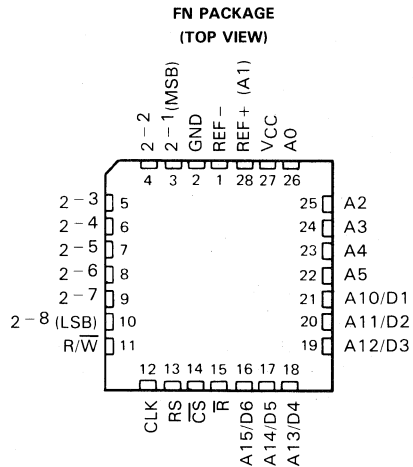 FN PACKAGE
(TOP VIEW)
2−2
2−1(MSB)
GND
REF−
REF+ (A1)
VCC
A0
4 3 2 1 28 27 26
2−3 5
2−4 6
2−5 7
2−6 8
2−7 9
2−8 (LSB) 10
R/W̅ 11
25 A2
24 A3
23 A4
22 A5
21 A10/D1
20 A11/D2
19 A12/D3
12 13 14 15 16 17 18
CLK
RS
C̅S̅
R̅
A15/D6
A14/D5
A13/D4